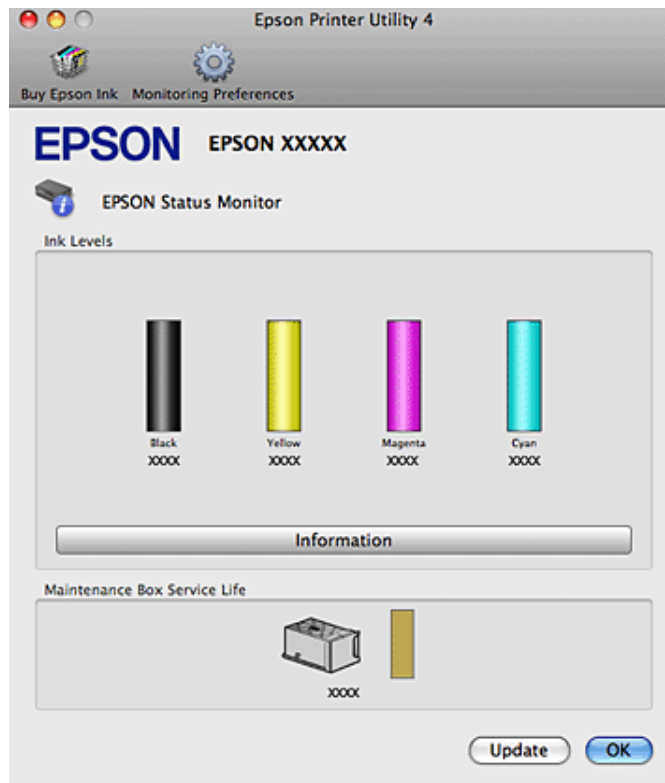 Epson Printer Utility 4
Buy Epson Ink Monitoring Preferences
EPSON EPSON XXXXX
EPSON Status Monitor
Ink Levels
Black Yellow Magenta Cyan
XXXX XXXX XXXX XXXX
Information
Maintenance Box Service Life
XXXX
Update OK